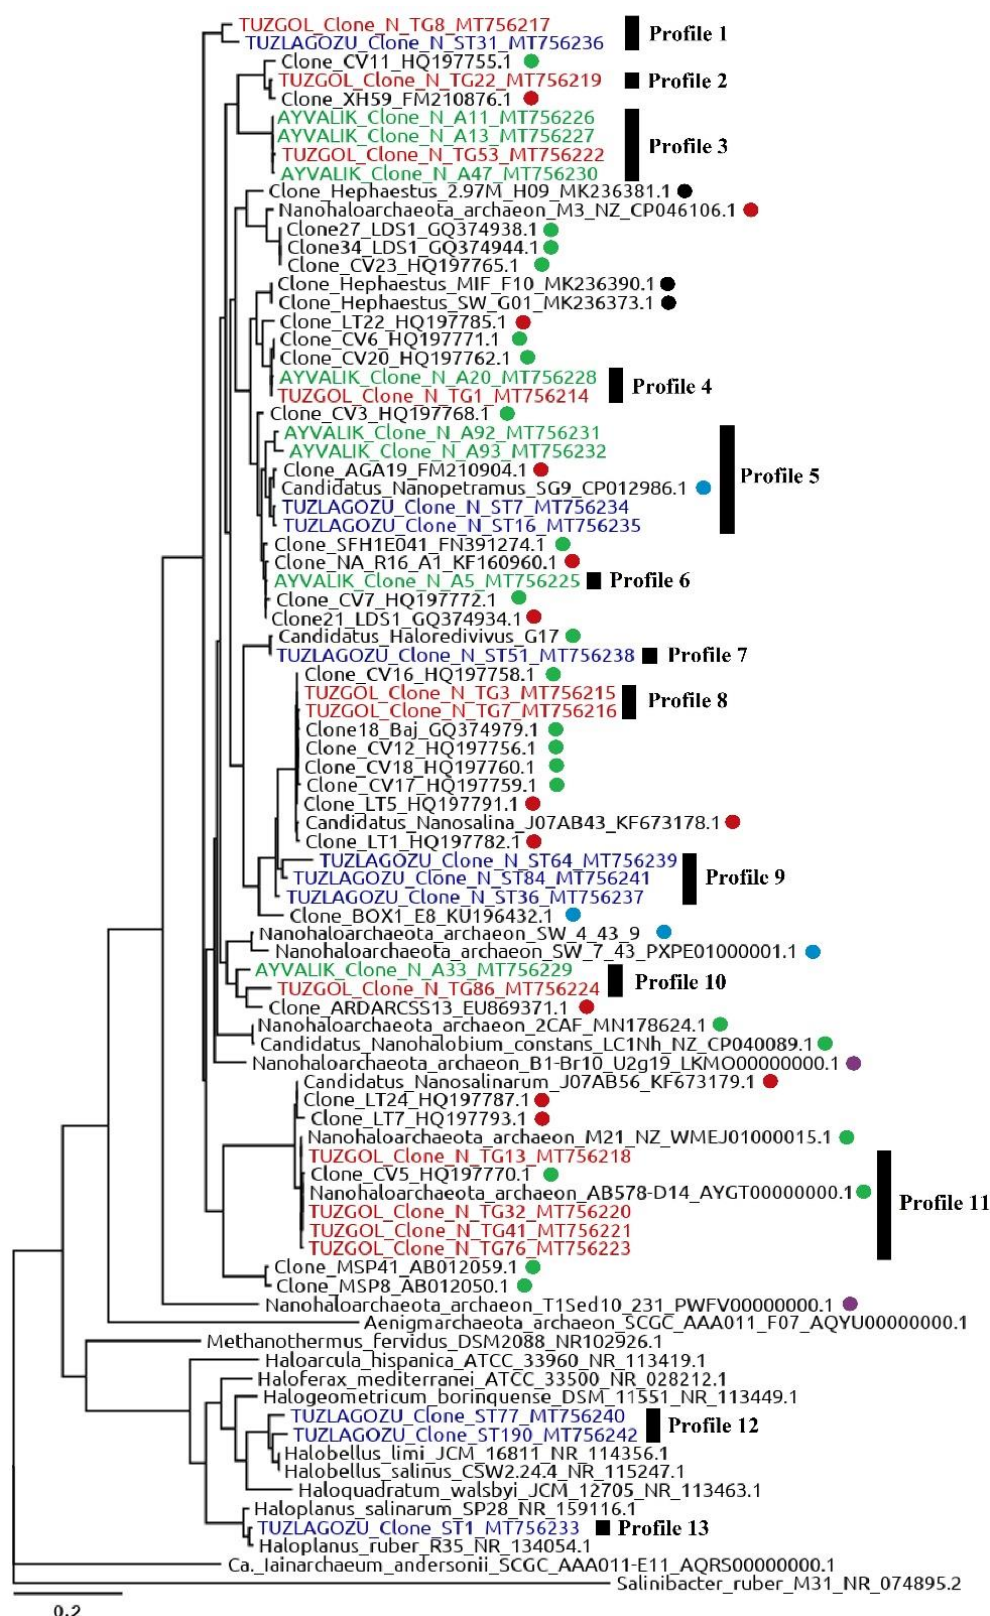 TUZGOL_Clone_N_TG8_MT756217
Profile 1
TUZLAGOZU_Clone_N_ST31_MT756236
Clone_CV11_HQ197755.1
TUZGOL_Clone_N_TG22_MT756219
Profile 2
Clone_XH59_FM210876.1
AYVALIK_Clone_N_A11_MT756226
AYVALIK_Clone_N_A13_MT756227
Profile 3
TUZGOL_Clone_N_TG53_MT756222
AYVALIK_Clone_N_A47_MT756230
Clone_Hephaestus_2.97M_H09_MK236381.1
Nanohaloarchaeota_archaeon_M3_NZ_CP046106.1
Clone27_LDS1_GQ374938.1
Clone34_LDS1_GQ374944.1
Clone_CV23_HQ197765.1
Clone_Hephaestus_MIF_F10_MK236390.1
Clone_Hephaestus_SW_G01_MK236373.1
Clone_LT22_HQ197785.1
Clone_CV6_HQ197771.1
Clone_CV20_HQ197762.1
AYVALIK_Clone_N_A20_MT756228
Profile 4
TUZGOL_Clone_N_TG1_MT756214
Clone_CV3_HQ197768.1
AYVALIK_Clone_N_A92_MT756231
AYVALIK_Clone_N_A93_MT756232
Clone_AGA19_FM210904.1
Profile 5
Candidatus_Nanopetramus_SG9_CP012986.1
TUZLAGOZU_Clone_N_ST7_MT756234
TUZLAGOZU_Clone_N_ST16_MT756235
Clone_SFH1E041_FN391274.1
Clone_NA_R16_A1_KF160960.1
AYVALIK_Clone_N_A5_MT756225
Profile 6
Clone_CV7_HQ197772.1
Clone21_LDS1_GQ374934.1
Candidatus_Haloredivivus_G17
TUZLAGOZU_Clone_N_ST51_MT756238
Profile 7
Clone_CV16_HQ197758.1
TUZGOL_Clone_N_TG3_MT756215
Profile 8
TUZGOL_Clone_N_TG7_MT756216
Clone18_Baj_GQ374979.1
Clone_CV12_HQ197756.1
Clone_CV18_HQ197760.1
Clone_CV17_HQ197759.1
Clone_LT5_HQ197791.1
Candidatus_Nanosalina_J07AB43_KF673178.1
Clone_LT1_HQ197782.1
TUZLAGOZU_Clone_N_ST64_MT756239
TUZLAGOZU_Clone_N_ST84_MT756241
Profile 9
TUZLAGOZU_Clone_N_ST36_MT756237
Clone_BOX1_E8_KU196432.1
Nanohaloarchaeota_archaeon_SW_4_43_9
Nanohaloarchaeota_archaeon_SW_7_43_PXPE01000001.1
AYVALIK_Clone_N_A33_MT756229
Profile 10
TUZGOL_Clone_N_TG86_MT756224
Clone_ARDARCSS13_EU869371.1
Nanohaloarchaeota_archaeon_2CAF_MN178624.1
Candidatus_Nanohalobium_constans_LC1Nh_NZ_CP040089.1
Nanohaloarchaeota_archaeon_B1-Br10_U2g19_LKMO00000000.1
Candidatus_Nanosalinarum_J07AB56_KF673179.1
Clone_LT24_HQ197787.1
Clone_LT7_HQ197793.1
Nanohaloarchaeota_archaeon_M21_NZ_WMEJ01000015.1
TUZGOL_Clone_N_TG13_MT756218
Clone_CV5_HQ197770.1
Nanohaloarchaeota_archaeon_AB578-D14_AYGT00000000.1
Profile 11
TUZGOL_Clone_N_TG32_MT756220
TUZGOL_Clone_N_TG41_MT756221
TUZGOL_Clone_N_TG76_MT756223
Clone_MSP41_AB012059.1
Clone_MSP8_AB012050.1
Nanohaloarchaeota_archaeon_T1Sed10_231_PWFV00000000.1
Aenigmarchaeota_archaeon_SCGC_AAA011_F07_AQYU00000000.1
Methanothermus_fervidus_DSM2088_NR102926.1
Haloarcula_hispanica_ATCC_33960_NR_113419.1
Haloferax_mediterranei_ATCC_33500_NR_028212.1
Halogeometricum_borinquense_DSM_11551_NR_113449.1
TUZLAGOZU_Clone_ST77_MT756240
Profile 12
TUZLAGOZU_Clone_ST190_MT756242
Halobellus_limi_JCM_16811_NR_114356.1
Halobellus_salinus_CSW2.24.4_NR_115247.1
Haloquadratum_walsbyi_JCM_12705_NR_113463.1
Haloplanus_salinarum_SP28_NR_159116.1
TUZLAGOZU_Clone_ST1_MT756233
Profile 13
Haloplanus_ruber_R35_NR_134054.1
Ca._Iainarchaeum_andersonii_SCGC_AAA011-E11_AQRS00000000.1
Salinibacter_ruber_M31_NR_074895.2
0.2